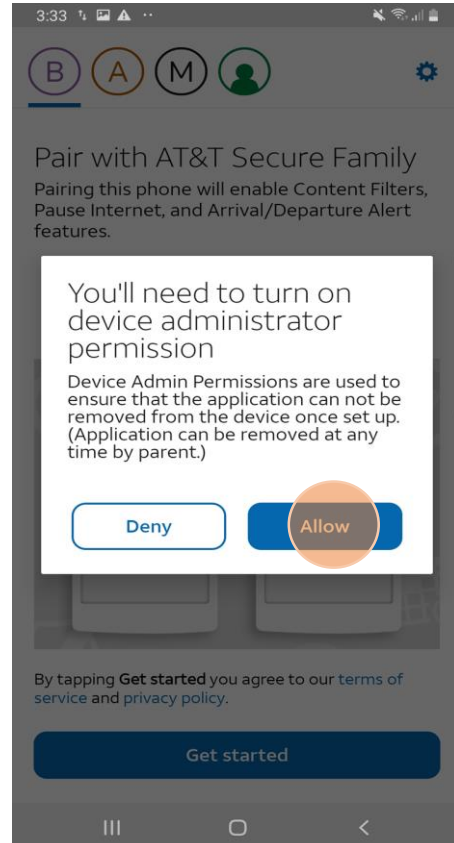 3:33
B A M
Pair with AT&T Secure Family
Pairing this phone will enable Content Filters,
Pause Internet, and Arrival/Departure Alert
features.
You'll need to turn on
device administrator
permission
Device Admin Permissions are used to
ensure that the application can not be
removed from the device once set up.
(Application can be removed at any
time by parent.)
Deny Allow
By tapping Get started you agree to our terms of
service and privacy policy.
Get started